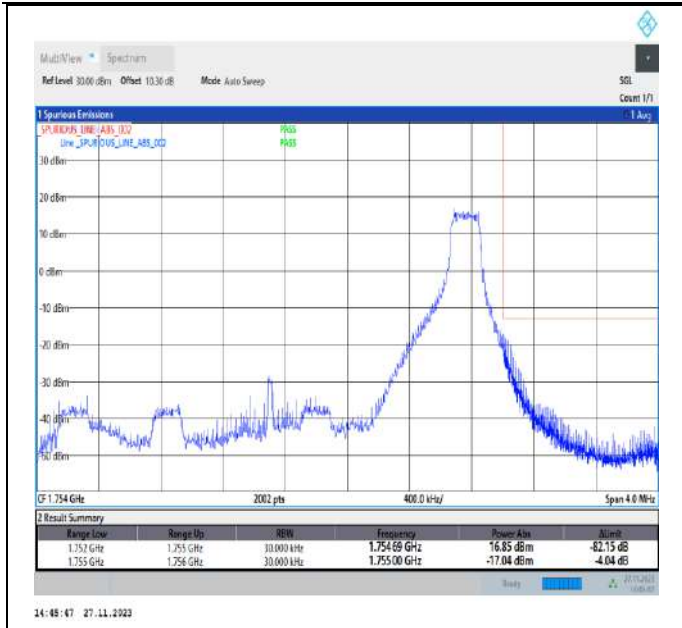 MultiView Spectrum
Ref Level 30.00 dBm Offset 10.30 dB Mode Auto Sweep SGL
Count 1/1
1 Spurious Emissions 1 Avg
SPURIOUS_LINE_ABS_002 PASS
Line _SPURIOUS_LINE_ABS_002 PASS
30 dBm
20 dBm
10 dBm
0 dBm
-10 dBm
-20 dBm
-30 dBm
-40 dBm
-50 dBm
CF 1.754 GHz 2002 pts 400.0 kHz/ Span 4.0 MHz
2 Result Summary
Range Low Range Up RBW Frequency Power Abs ΔLimit
1.752 GHz 1.755 GHz 30.000 kHz 1.75469 GHz 16.85 dBm -82.15 dB
1.755 GHz 1.756 GHz 30.000 kHz 1.75500 GHz -17.04 dBm -4.04 dB
Ready 27.11.2023
14:45:47 27.11.2023